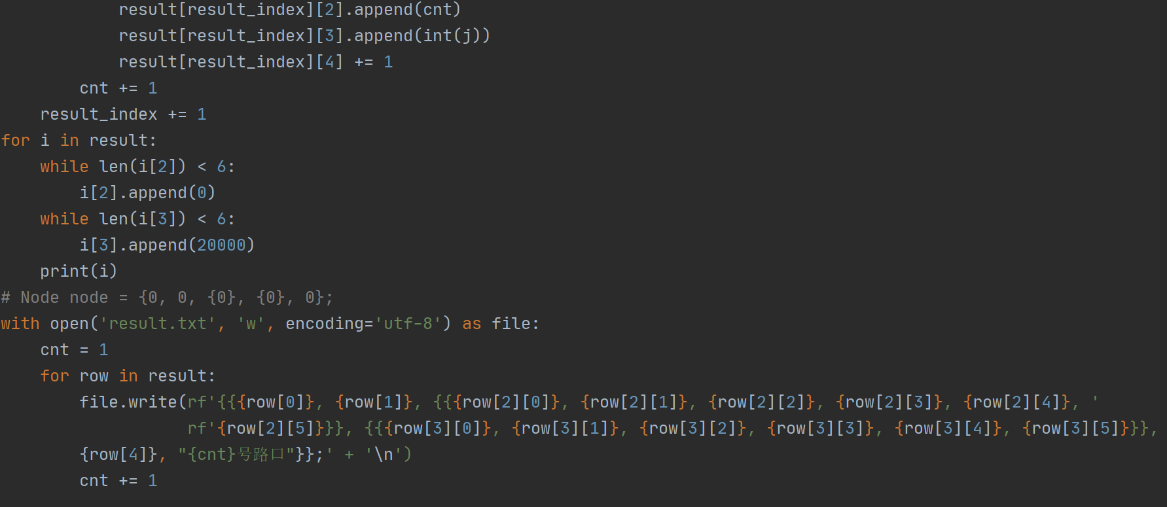 result[result_index][2].append(cnt)
            result[result_index][3].append(int(j))
            result[result_index][4] += 1
        cnt += 1
    result_index += 1
for i in result:
    while len(i[2]) < 6:
        i[2].append(0)
    while len(i[3]) < 6:
        i[3].append(20000)
    print(i)
# Node node = {0, 0, {0}, {0}, 0};
with open('result.txt', 'w', encoding='utf-8') as file:
    cnt = 1
    for row in result:
        file.write(rf'{{{row[0]}, {row[1]}, {{{row[2][0]}, {row[2][1]}, {row[2][2]}, {row[2][3]}, {row[2][4]}, '
                   rf'{row[2][5]}}}, {{{row[3][0]}, {row[3][1]}, {row[3][2]}, {row[3][3]}, {row[3][4]}, {row[3][5]}}},
        {row[4]}, "{cnt}号路口"}};' + '\n')
        cnt += 1